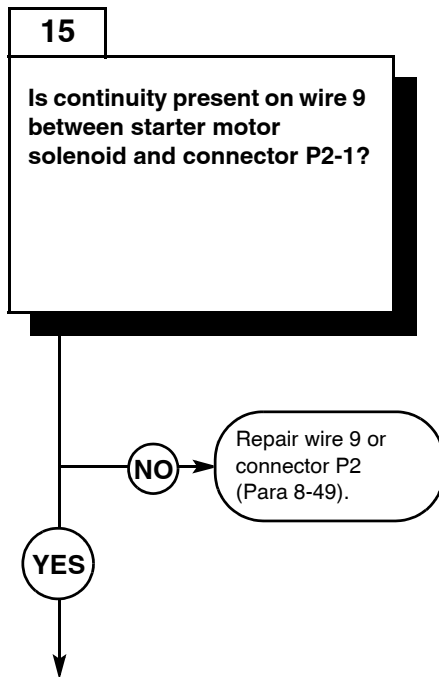 15
Is continuity present on wire 9
between starter motor
solenoid and connector P2-1?
NO
Repair wire 9 or
connector P2
(Para 8-49).
YES